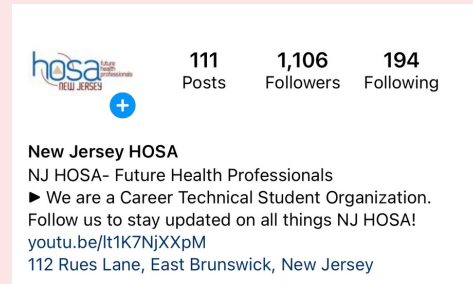 hosa future health professionals
NEW JERSEY
111 1,106 194
Posts Followers Following
New Jersey HOSA
NJ HOSA- Future Health Professionals
► We are a Career Technical Student Organization.
Follow us to stay updated on all things NJ HOSA!
youtu.be/lt1K7NjXXpM
112 Rues Lane, East Brunswick, New Jersey